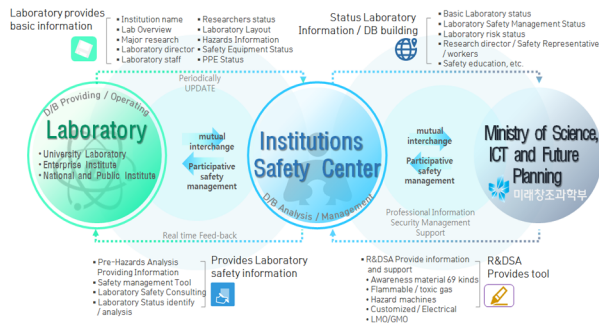 Laboratory provides
basic information
• Institution name
• Lab Overview
• Major research
• Laboratory director
• Laboratory staff
• Researchers status
• Laboratory Layout
• Hazards Information
• Safety Equipment Status
• PPE Status
Status Laboratory
Information / DB building
• Basic Laboratory status
• Laboratory Safety Management Status
• Laboratory risk status
• Research director / Safety Representative
/ workers
• Safety education, etc.
Periodically
UPDATE
D/B Providing / Operating
Laboratory
• University Laboratory
• Enterprise Institute
• National and Public Institute
mutual
interchange
Participative
safety
management
Institutions
Safety Center
D/B Analysis / Management
mutual
interchange
Participative
safety
management
Ministry of Science,
ICT and Future
Planning
미래창조과학부
Real time Feed-back
Professional Information
Security Management
Support
• Pre-Hazards Analysis
Providing Information
• Safety management Tool
• Laboratory Safety Consulting
• Laboratory Status identify
/ analysis
Provides Laboratory
safety information
• R&DSA Provide information
and support
• Awareness material 69 kinds
• Flammable / toxic gas
• Hazard machines
• Customized / Electrical
• LMO/GMO
R&DSA
Provides tool